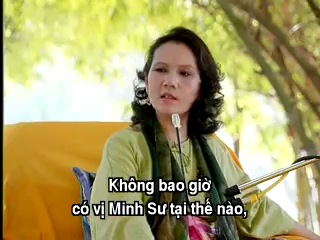 Không bao giờ
có vị Minh Sư tại thế nào,